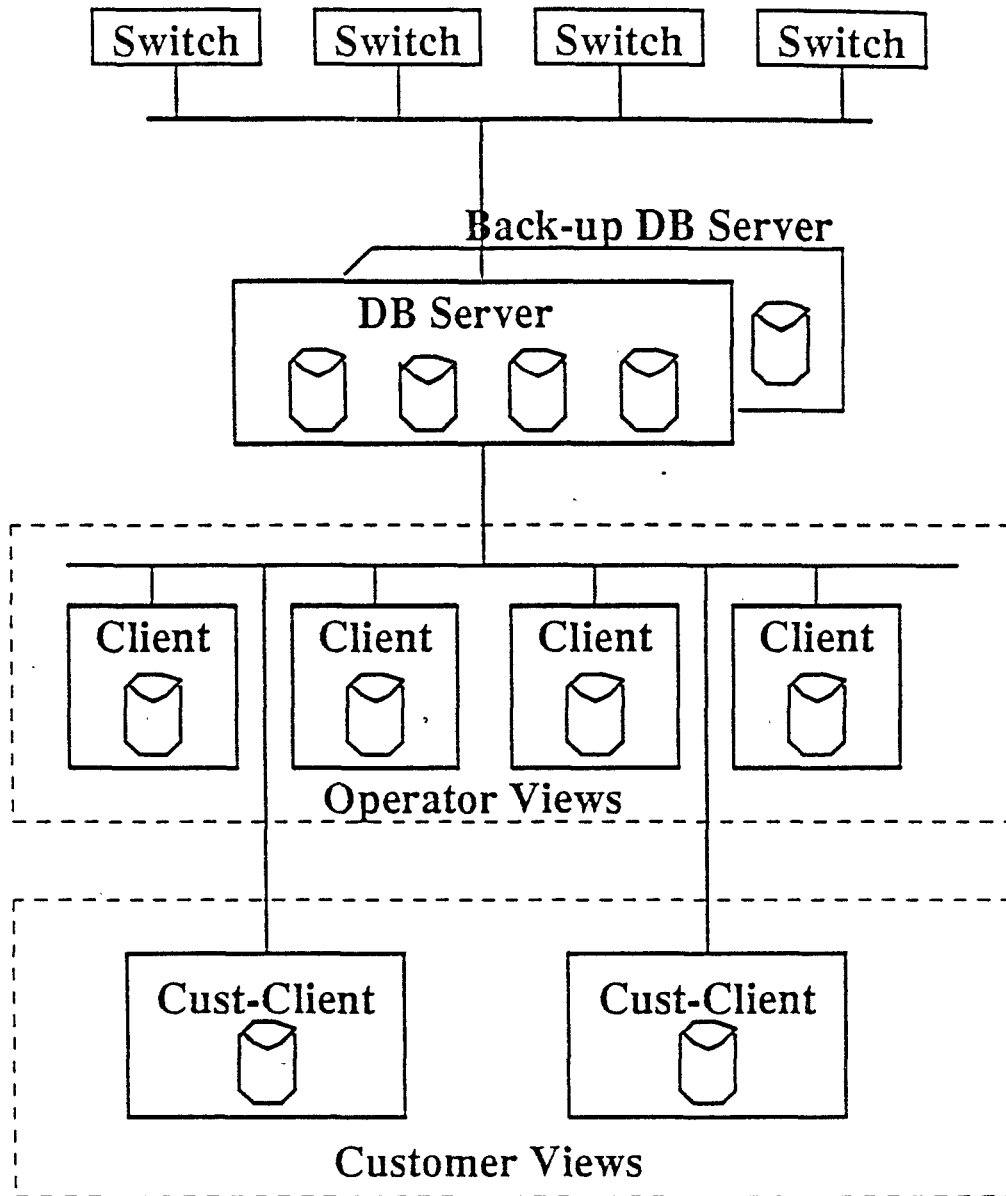 Switch Switch Switch Switch
Back-up DB Server
DB Server
Client Client Client Client
Operator Views
Cust-Client Cust-Client
Customer Views